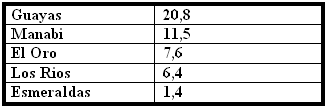 Guayas 20,8
Manabi 11,5
El Oro 7,6
Los Rios 6,4
Esmeraldas 1,4